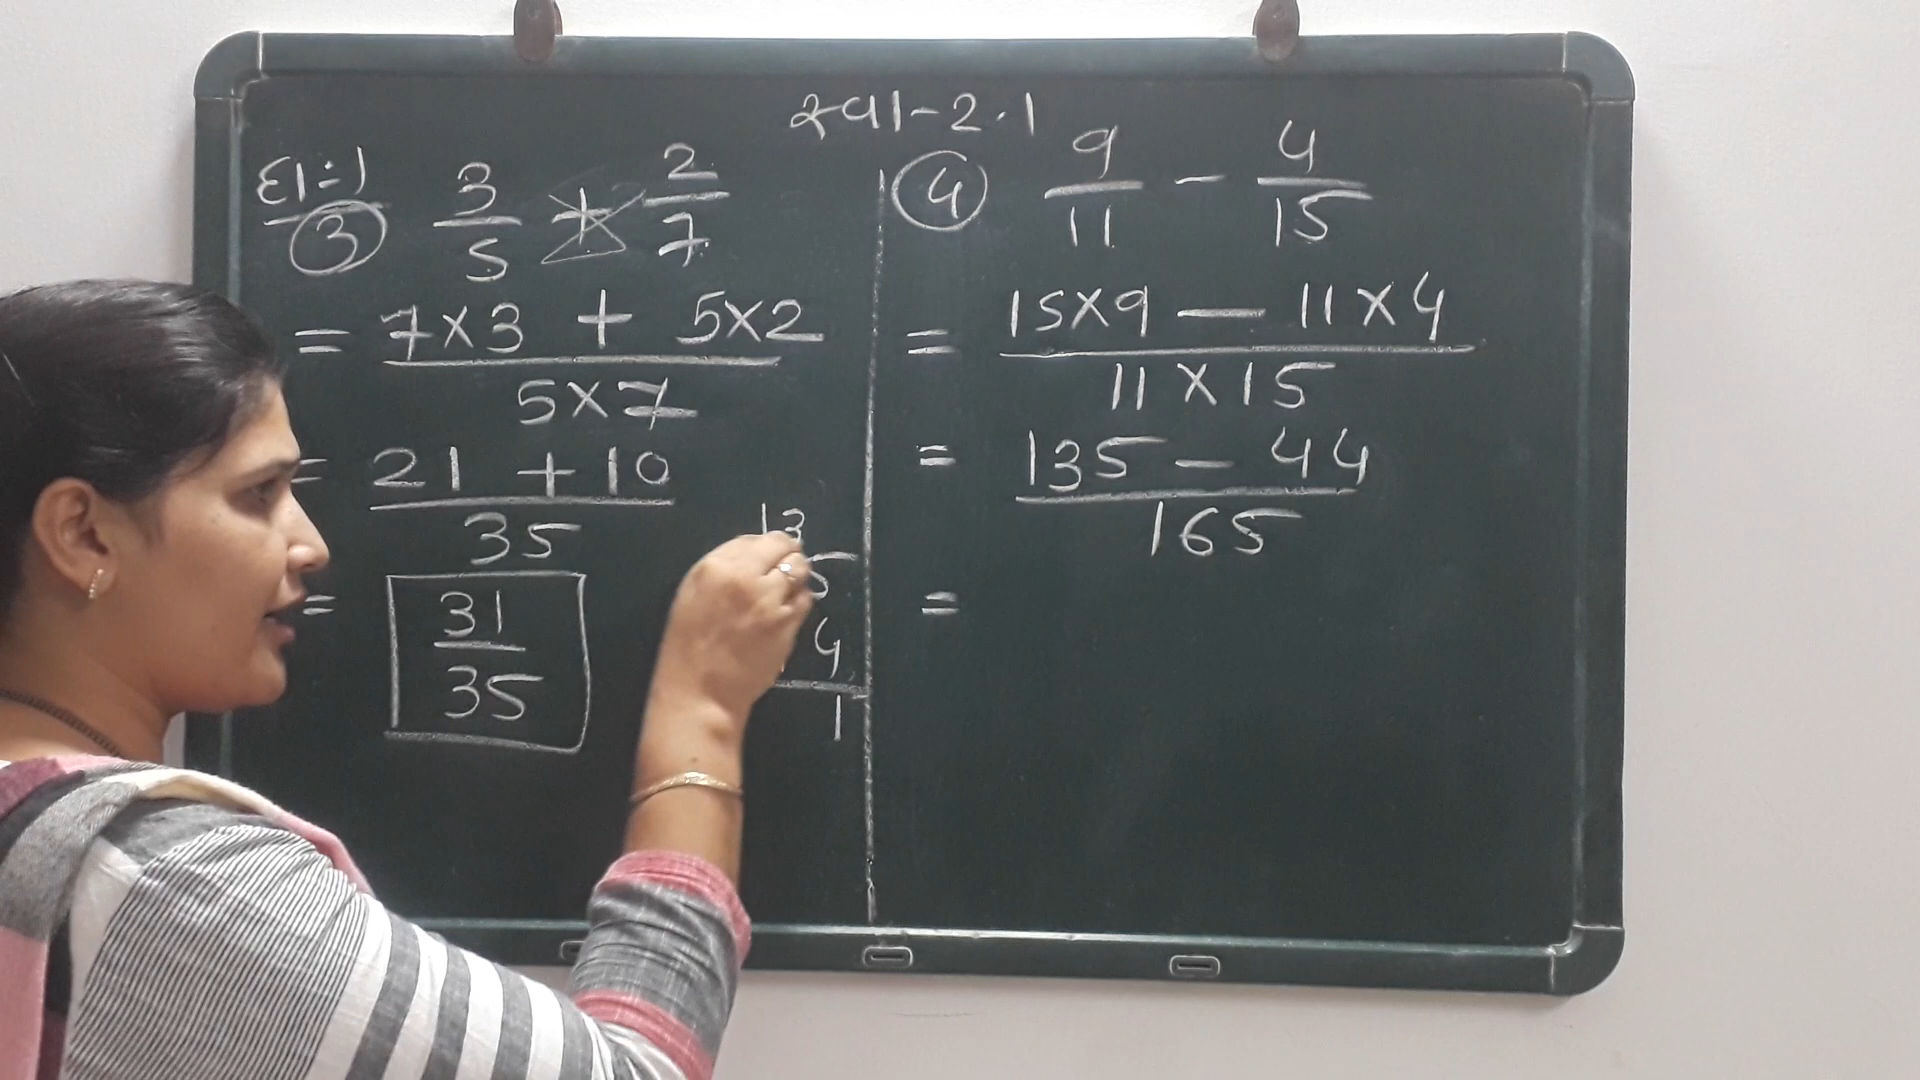 स्वा-2.1
દા:-1
③ 3/5 + 2/7
= 7×3 + 5×2 / 5×7
= 21 + 10 / 35
= 31/35
④ 9/11 - 4/15
= 15×9 — 11×4 / 11×15
= 135 - 44 / 165
=
13
5
4
1